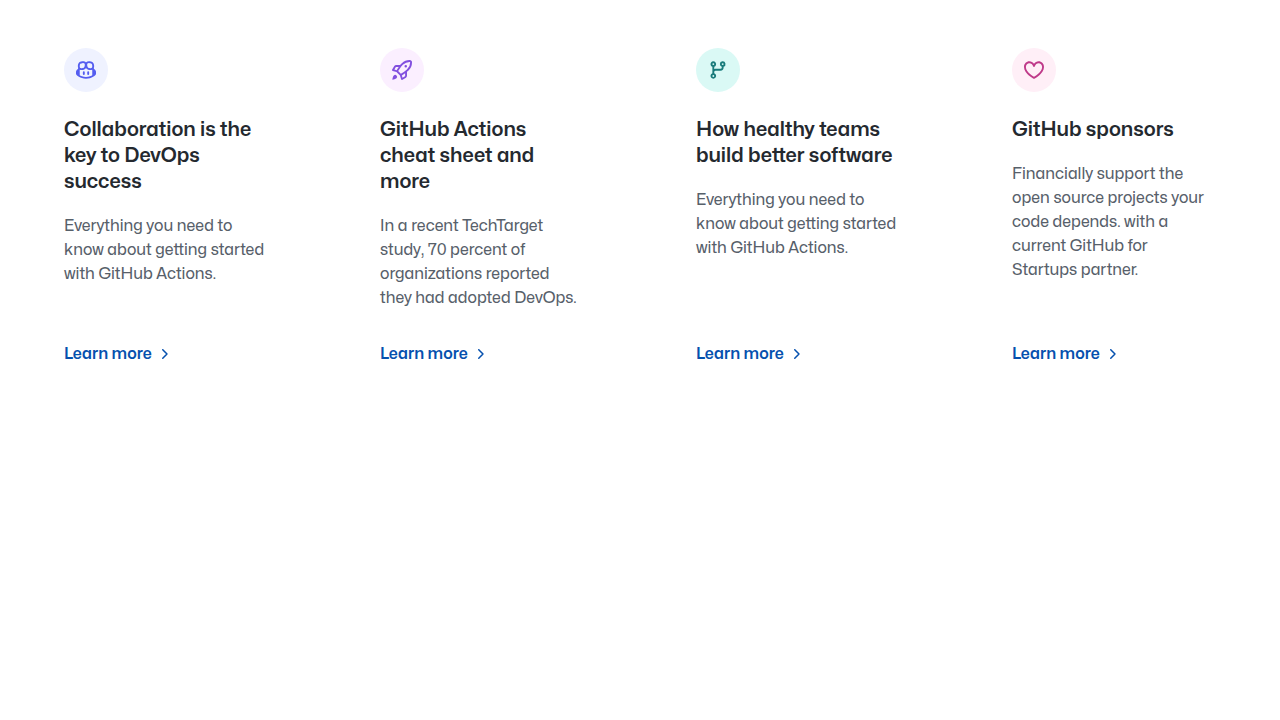 Collaboration is the
key to DevOps
success
Everything you need to
know about getting started
with GitHub Actions.
Learn more
GitHub Actions
cheat sheet and
more
In a recent TechTarget
study, 70 percent of
organizations reported
they had adopted DevOps.
Learn more
How healthy teams
build better software
Everything you need to
know about getting started
with GitHub Actions.
Learn more
GitHub sponsors
Financially support the
open source projects your
code depends. with a
current GitHub for
Startups partner.
Learn more